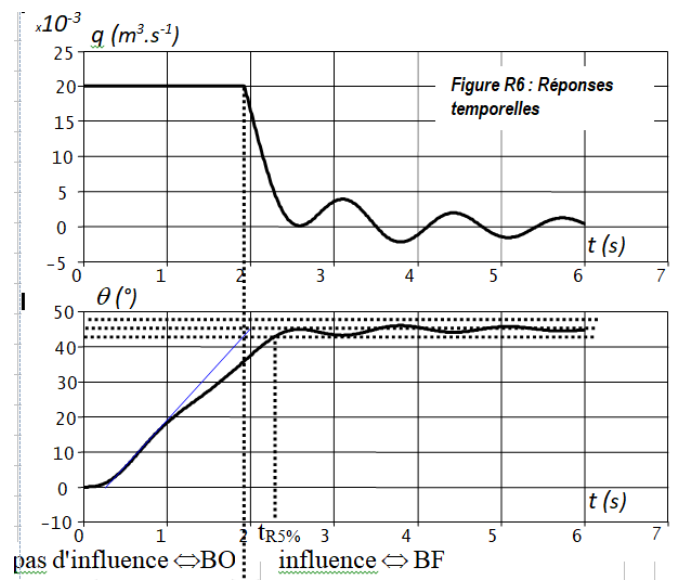 x10-3 q (m3.s-1)
Figure R6 : Réponses
temporelles
25
20
15
10
5
0
-5
t (s)
0 1 2 3 4 5 6 7
θ (°)
50
40
30
20
10
0
-10
t (s)
0 1 2 tR5% 3 4 5 6 7
pas d'influence ⇔BO influence ⇔ BF